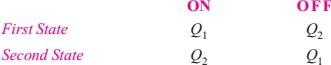 ON OFF
First State Q₁ Q₂
Second State Q₂ Q₁